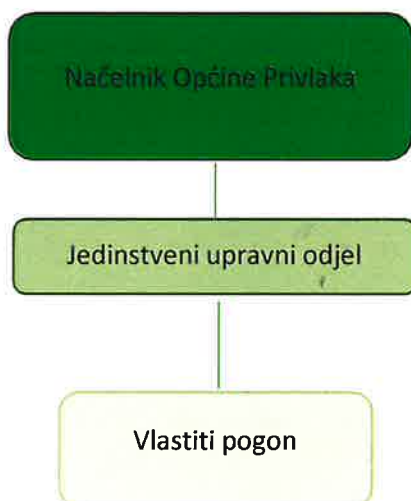 Načelnik Općine Privlaka
Jedinstveni upravni odjel
Vlastiti pogon